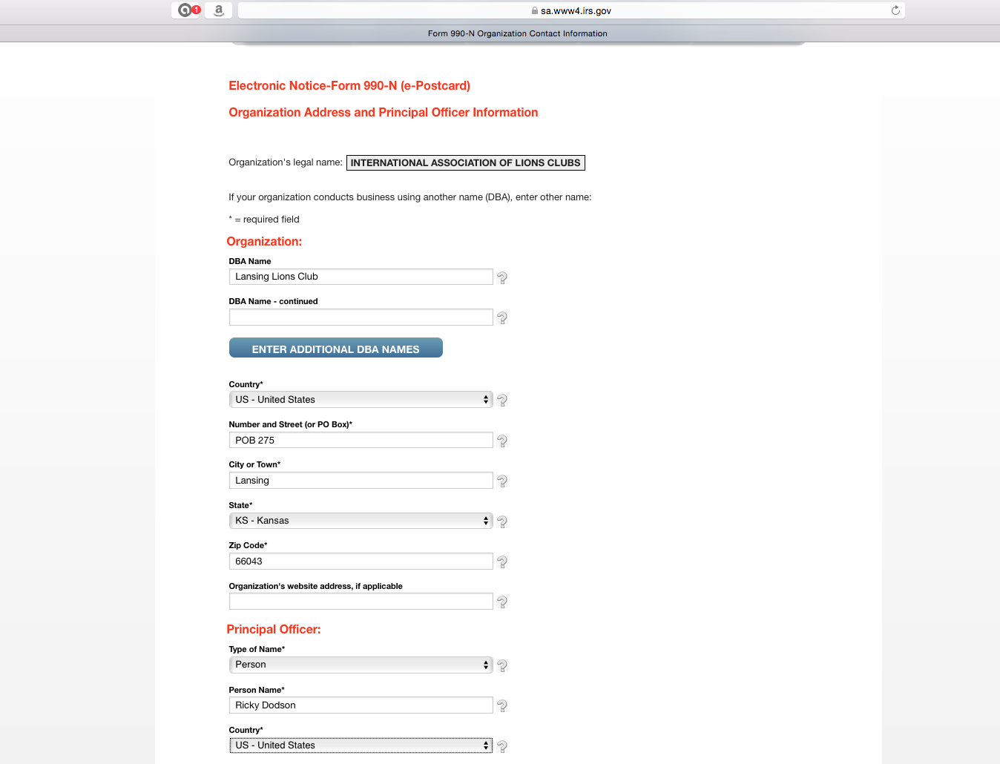 1
a
sa.www4.irs.gov
Form 990-N Organization Contact Information
Electronic Notice-Form 990-N (e-Postcard)
Organization Address and Principal Officer Information
Organization's legal name: INTERNATIONAL ASSOCIATION OF LIONS CLUBS
If your organization conducts business using another name (DBA), enter other name:
* = required field
Organization:
DBA Name
Lansing Lions Club
?
DBA Name - continued
?
ENTER ADDITIONAL DBA NAMES
Country*
US - United States
?
Number and Street (or PO Box)*
POB 275
?
City or Town*
Lansing
?
State*
KS - Kansas
?
Zip Code*
66043
?
Organization's website address, if applicable
?
Principal Officer:
Type of Name*
Person
?
Person Name*
Ricky Dodson
?
Country*
US - United States
?